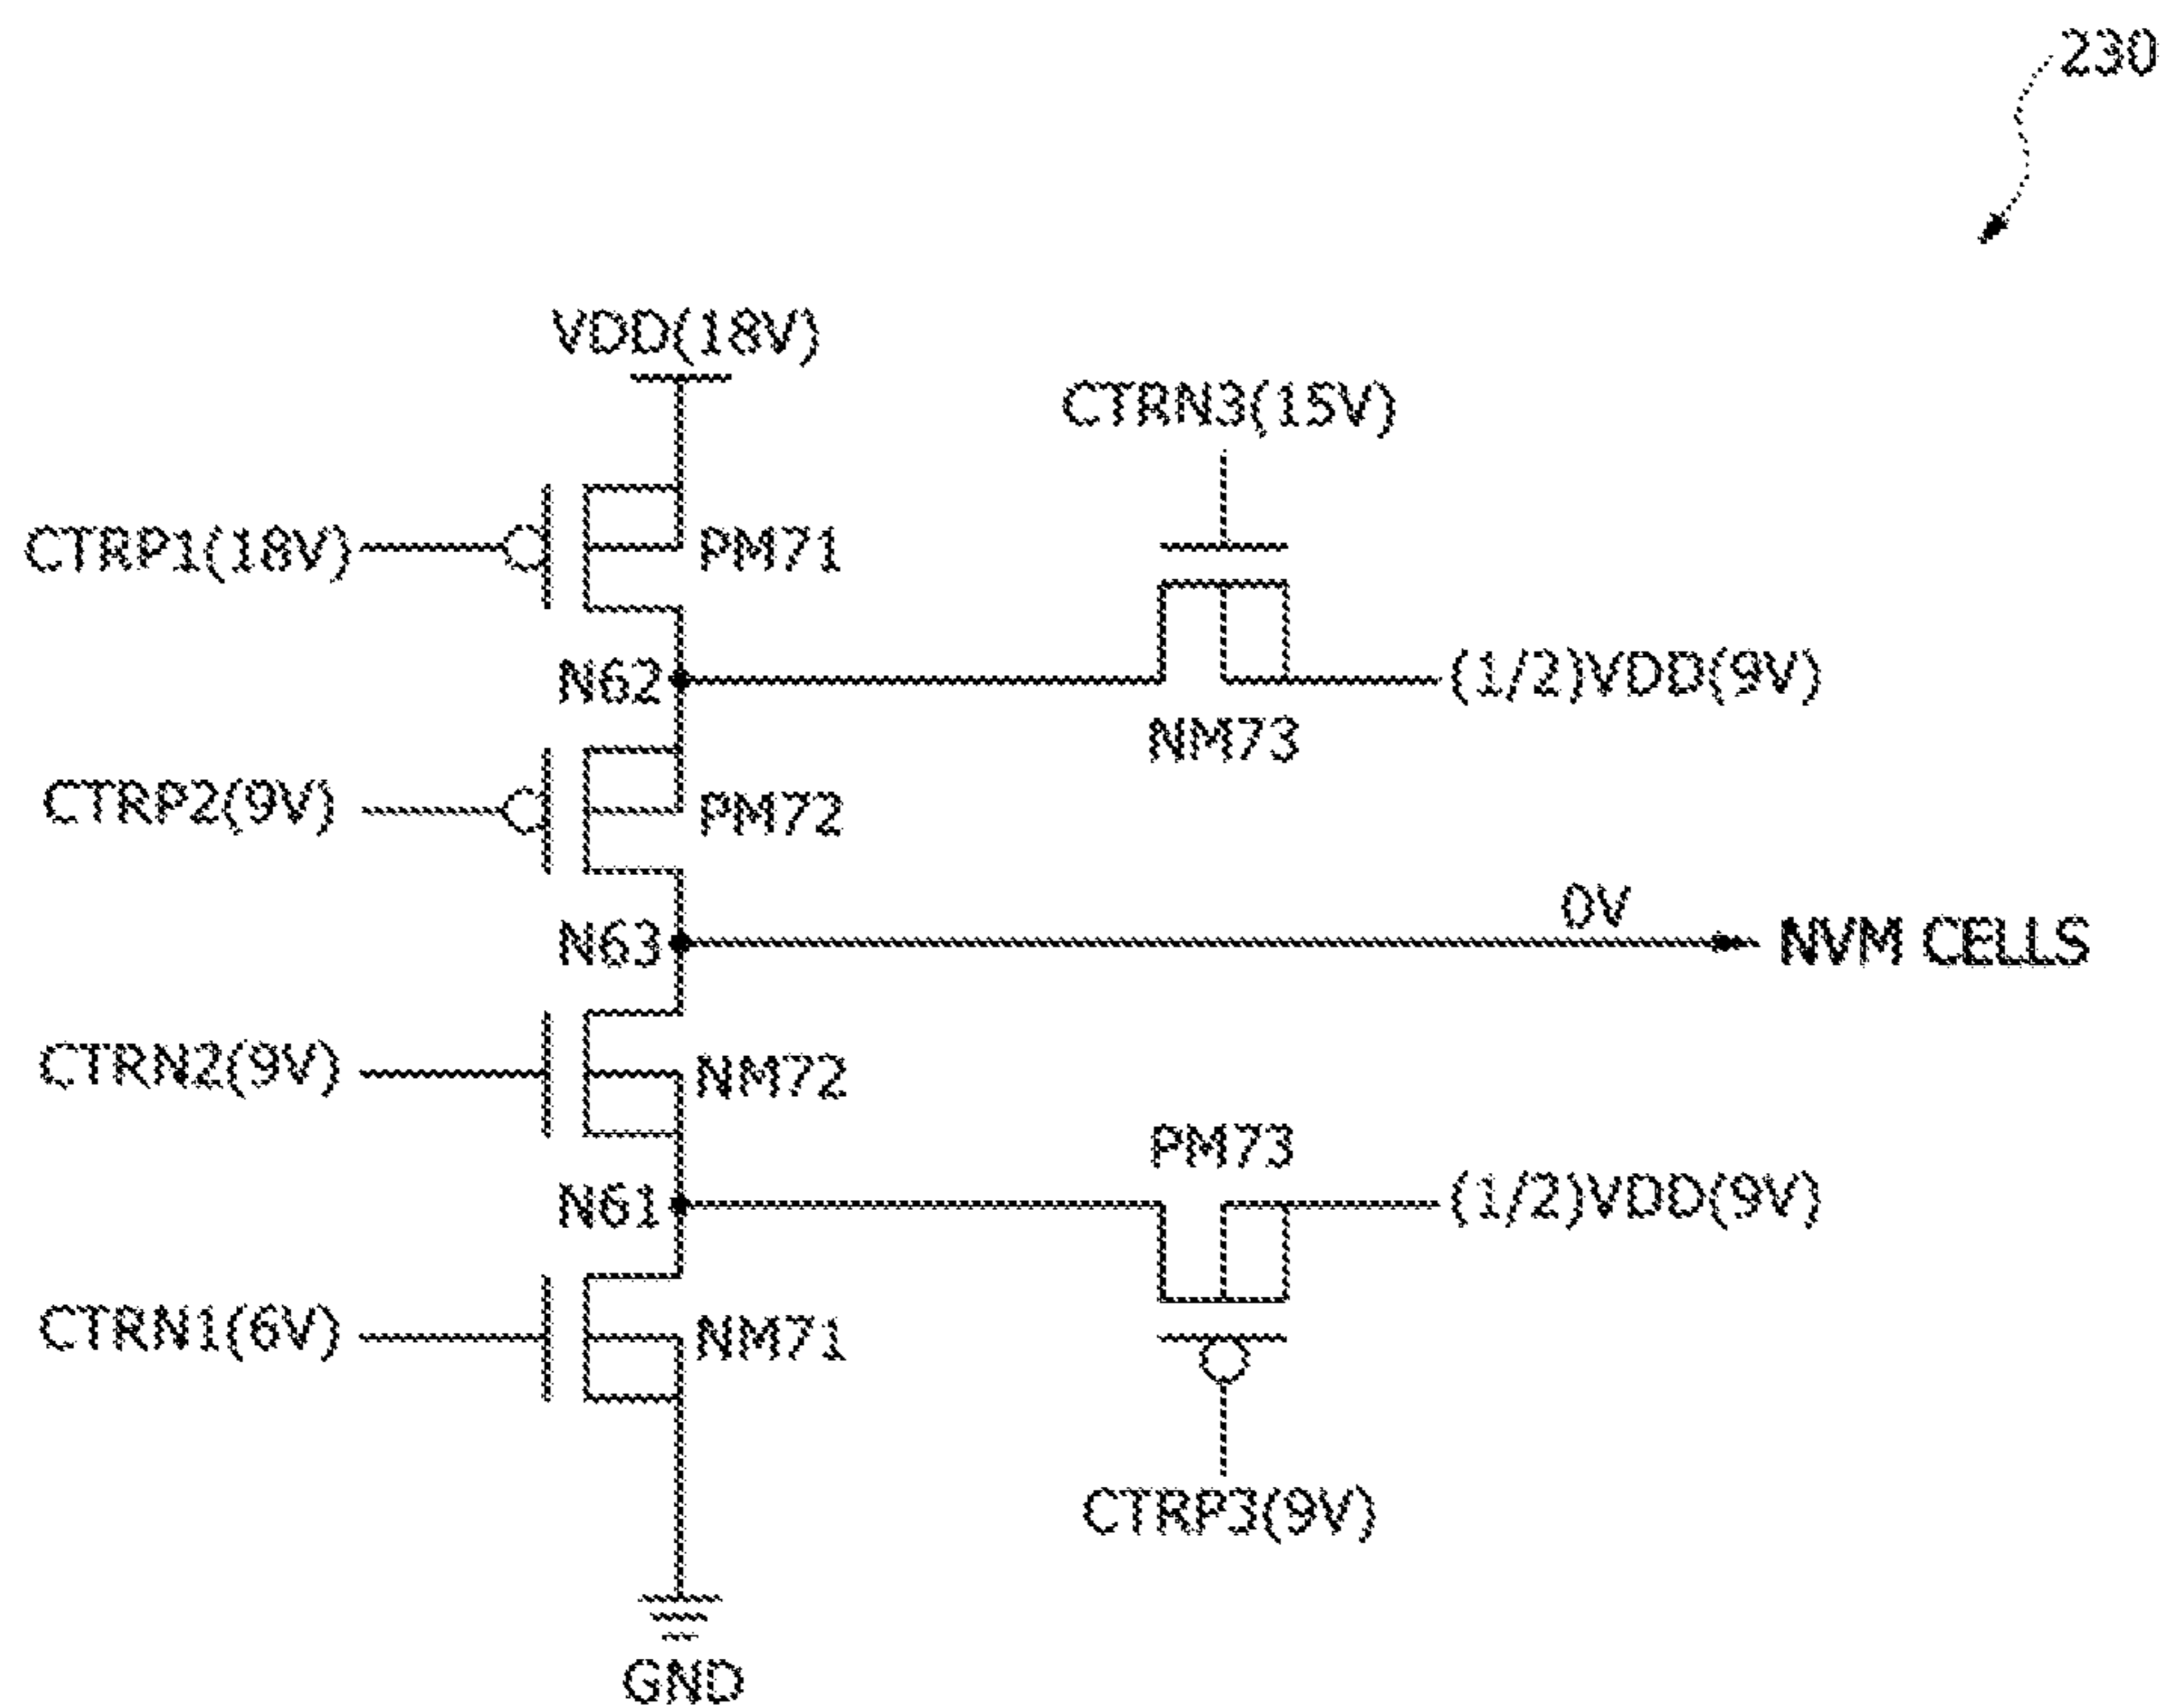 230
VDD(18V)
CTRN3(15V)
CTRP1(18V)
PM71
N62
(1/2)VDD(9V)
NM73
CTRP2(9V)
PM72
0V
N63
NVM CELLS
CTRN2(9V)
NM72
PM73
N61
(1/2)VDD(9V)
CTRN1(6V)
NM71
CTRP3(9V)
GND